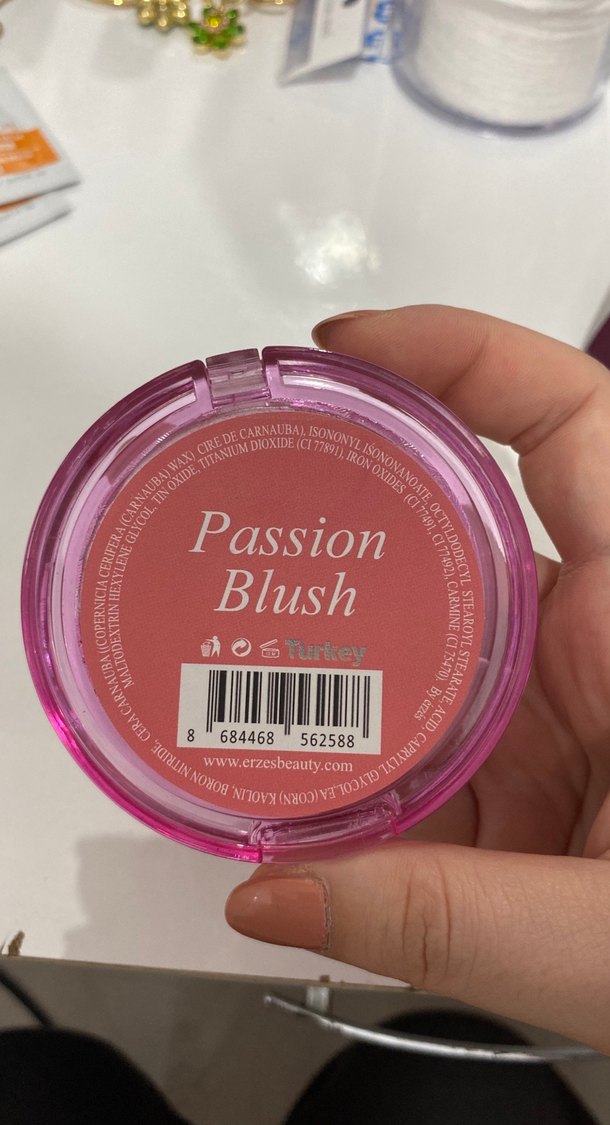 CERA CARNAUBA ((COPERNICIA CERIFERA (CARNAUBA) WAX) CIRE DE CARNAUBA), ISONONYL ISONONANOATE, OCTYLDODECYL STEAROYL STEARATE, ACID, CAPRYLYL GLYCOL,EA (CORN) KAOLIN, BORON NITRIDE,
MALTODEXTRIN HEXYLENE GLYCOL, TIN OXIDE, TITANIUM DIOXIDE (CI 77891), IRON OXIDES (CI 77491, CI 77492), CARMINE (CI 75470), By erzes
Passion
Blush
Turkey
8 684468 562588
www.erzesbeauty.com